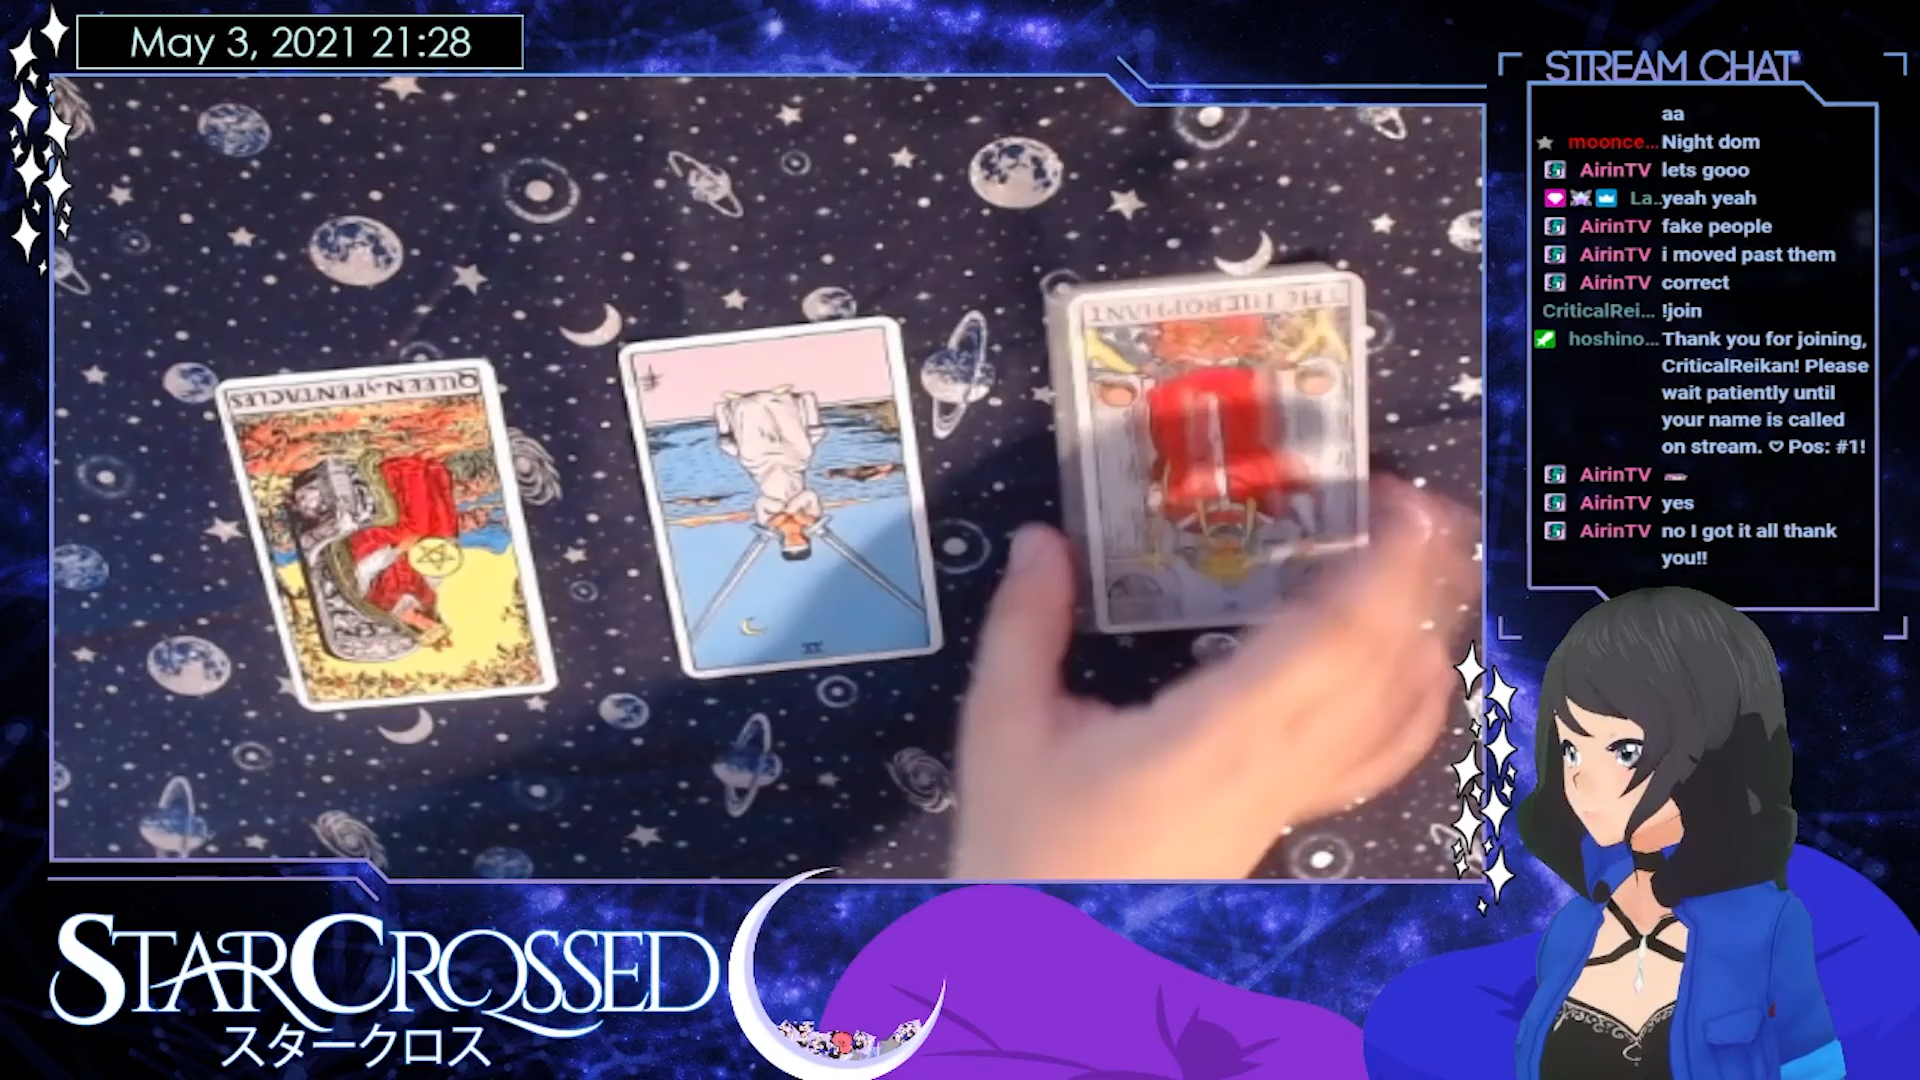 May 3, 2021 21:28
STREAM CHAT
aa
moonce... Night dom
AirinTV lets gooo
La.. yeah yeah
AirinTV fake people
AirinTV i moved past them
AirinTV correct
CriticalRei... !join
hoshino... Thank you for joining,
CriticalReikan! Please
wait patiently until
your name is called
on stream. ♡ Pos: #1!
AirinTV
AirinTV yes
AirinTV no I got it all thank
you!!
QUEEN of PENTACLES
II
THE HIEROPHANT
STARCROSSED
スタークロス